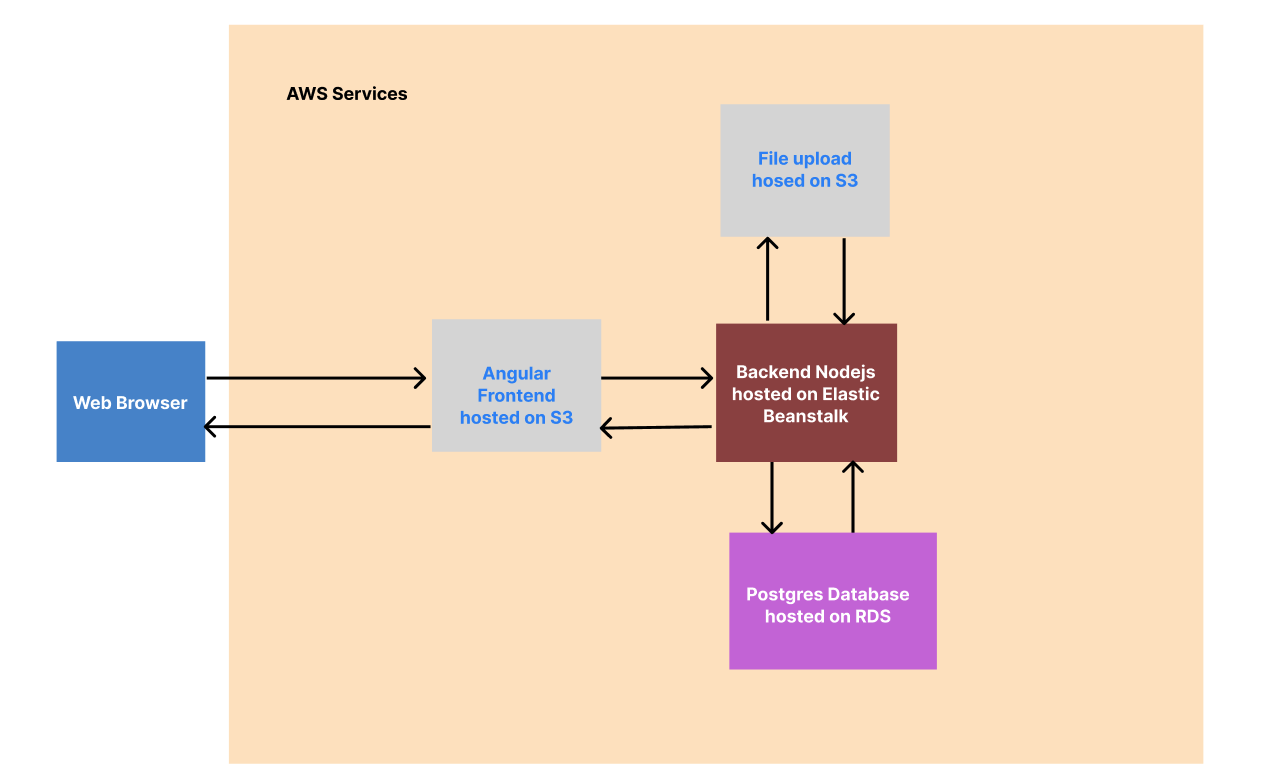 AWS Services
File upload
hosed on S3
Web Browser
Angular
Frontend
hosted on S3
Backend Nodejs
hosted on Elastic
Beanstalk
Postgres Database
hosted on RDS